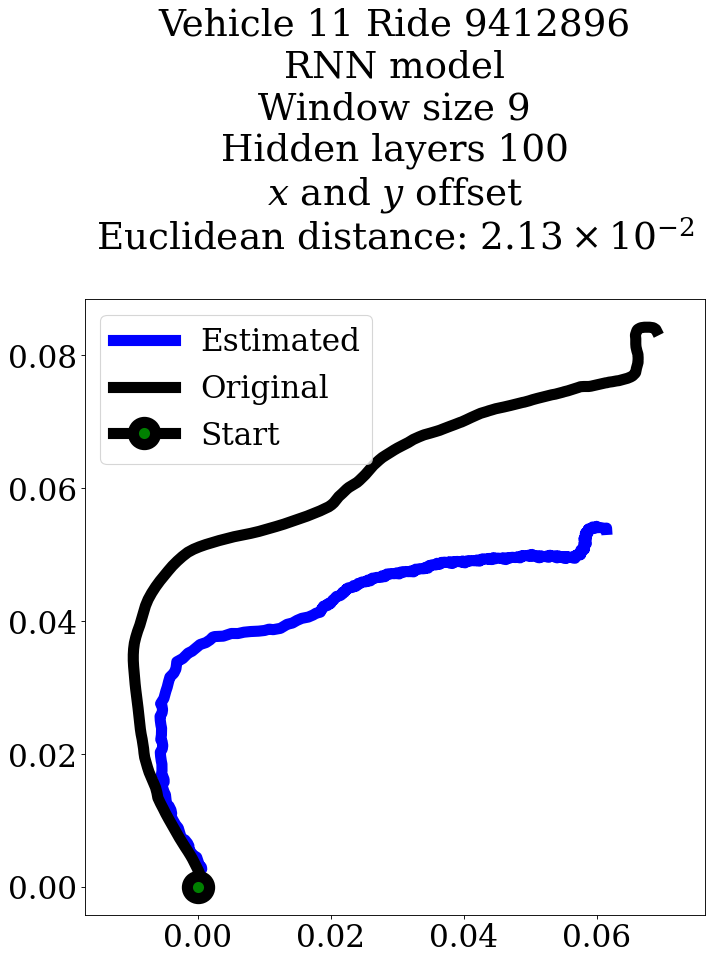 Vehicle 11 Ride 9412896
RNN model
Window size 9
Hidden layers 100
x and y offset
Euclidean distance: 2.13 × 10⁻²
Estimated
Original
Start
0.08
0.06
0.04
0.02
0.00
0.00 0.02 0.04 0.06